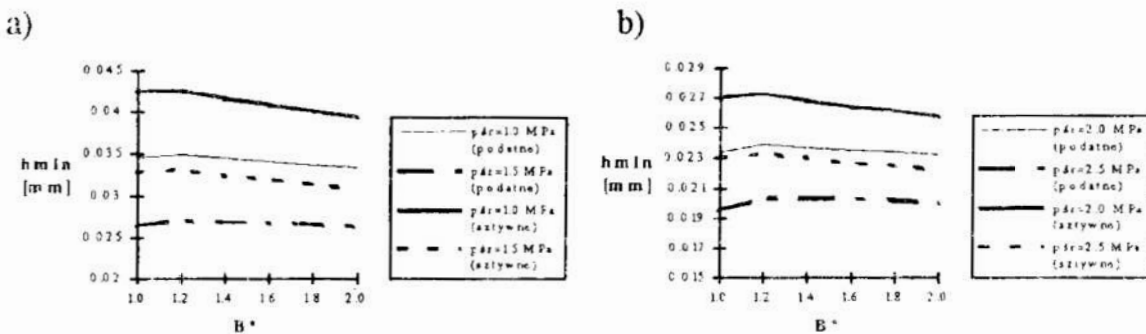 a)
0.045
0.04
0.035
0.03
0.025
0.02
hmin
[mm]
1.0 1.2 1.4 1.6 1.8 2.0
B*
pśr=1.0 MPa
(podatne)
pśr=1.5 MPa
(podatne)
pśr=1.0 MPa
(sztywne)
pśr=1.5 MPa
(sztywne)
b)
0.029
0.027
0.025
0.023
0.021
0.019
0.017
0.015
hmin
[mm]
1.0 1.2 1.4 1.6 1.8 2.0
B*
pśr=2.0 MPa
(podatne)
pśr=2.5 MPa
(podatne)
pśr=2.0 MPa
(sztywne)
pśr=2.5 MPa
(sztywne)